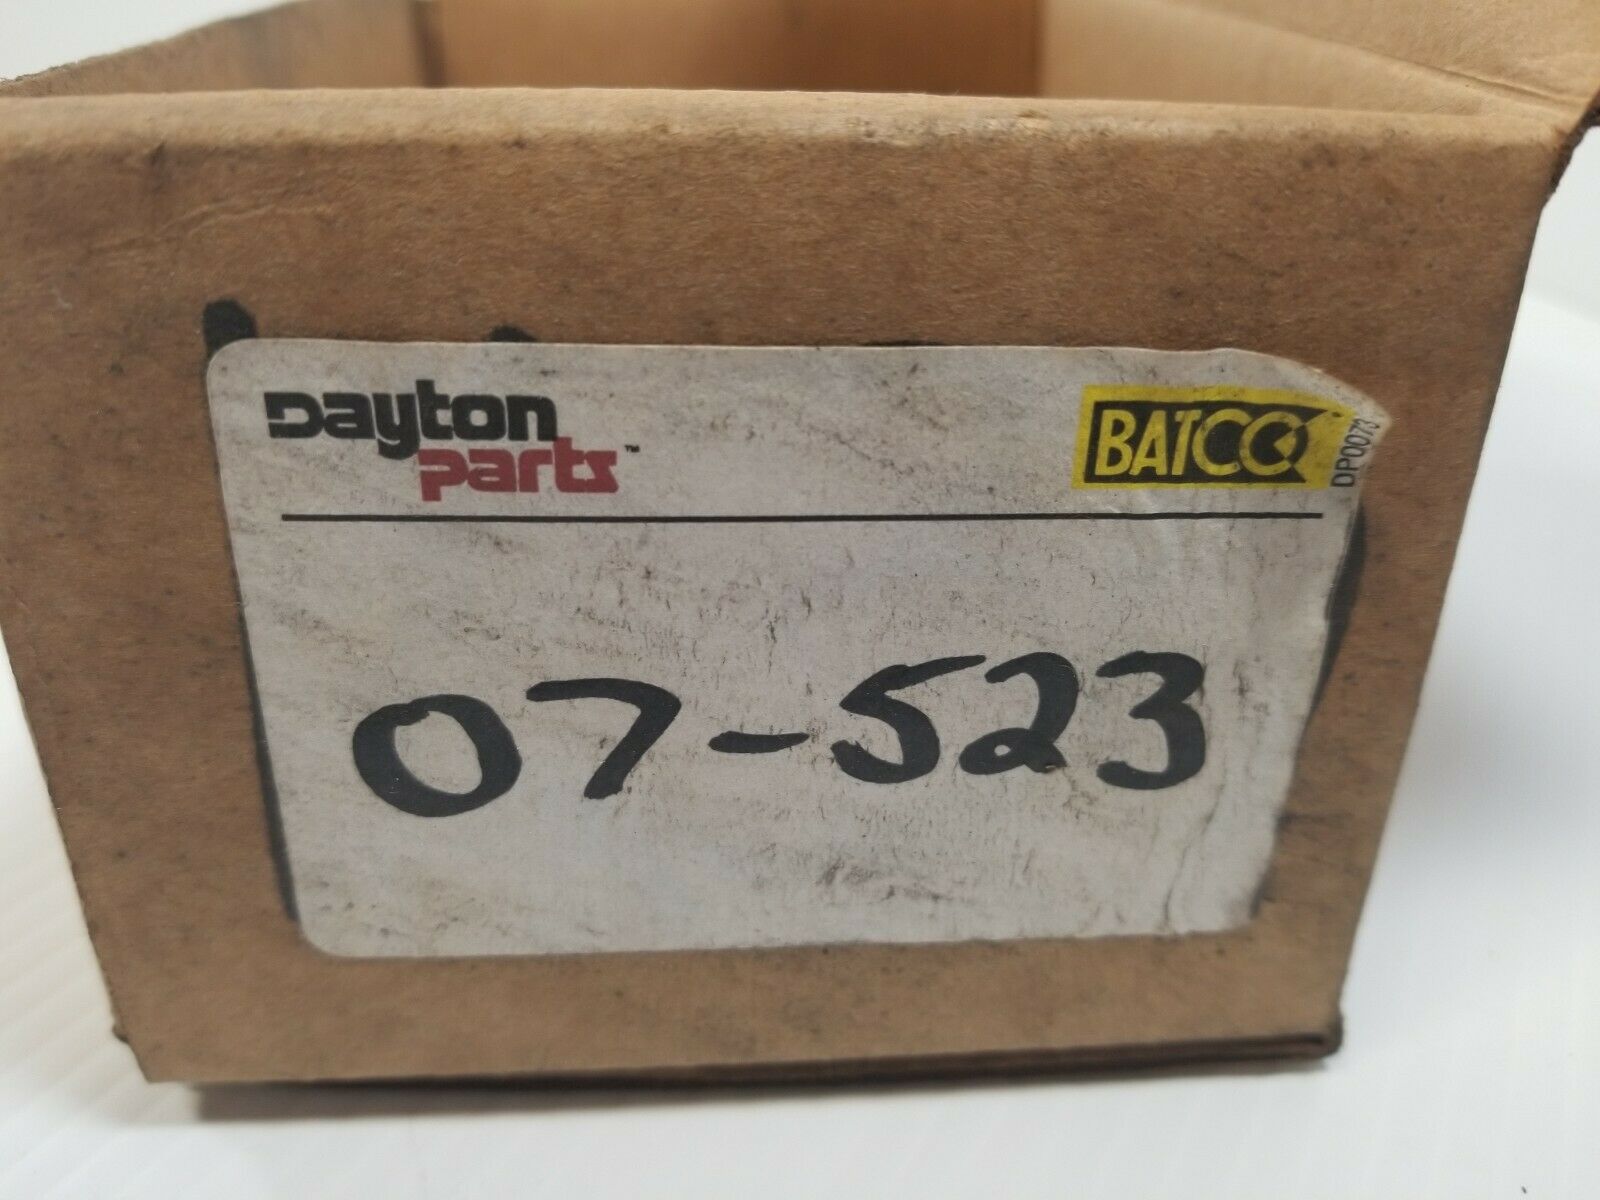 Dayton
parts™
BATCO
DP0073
07-523